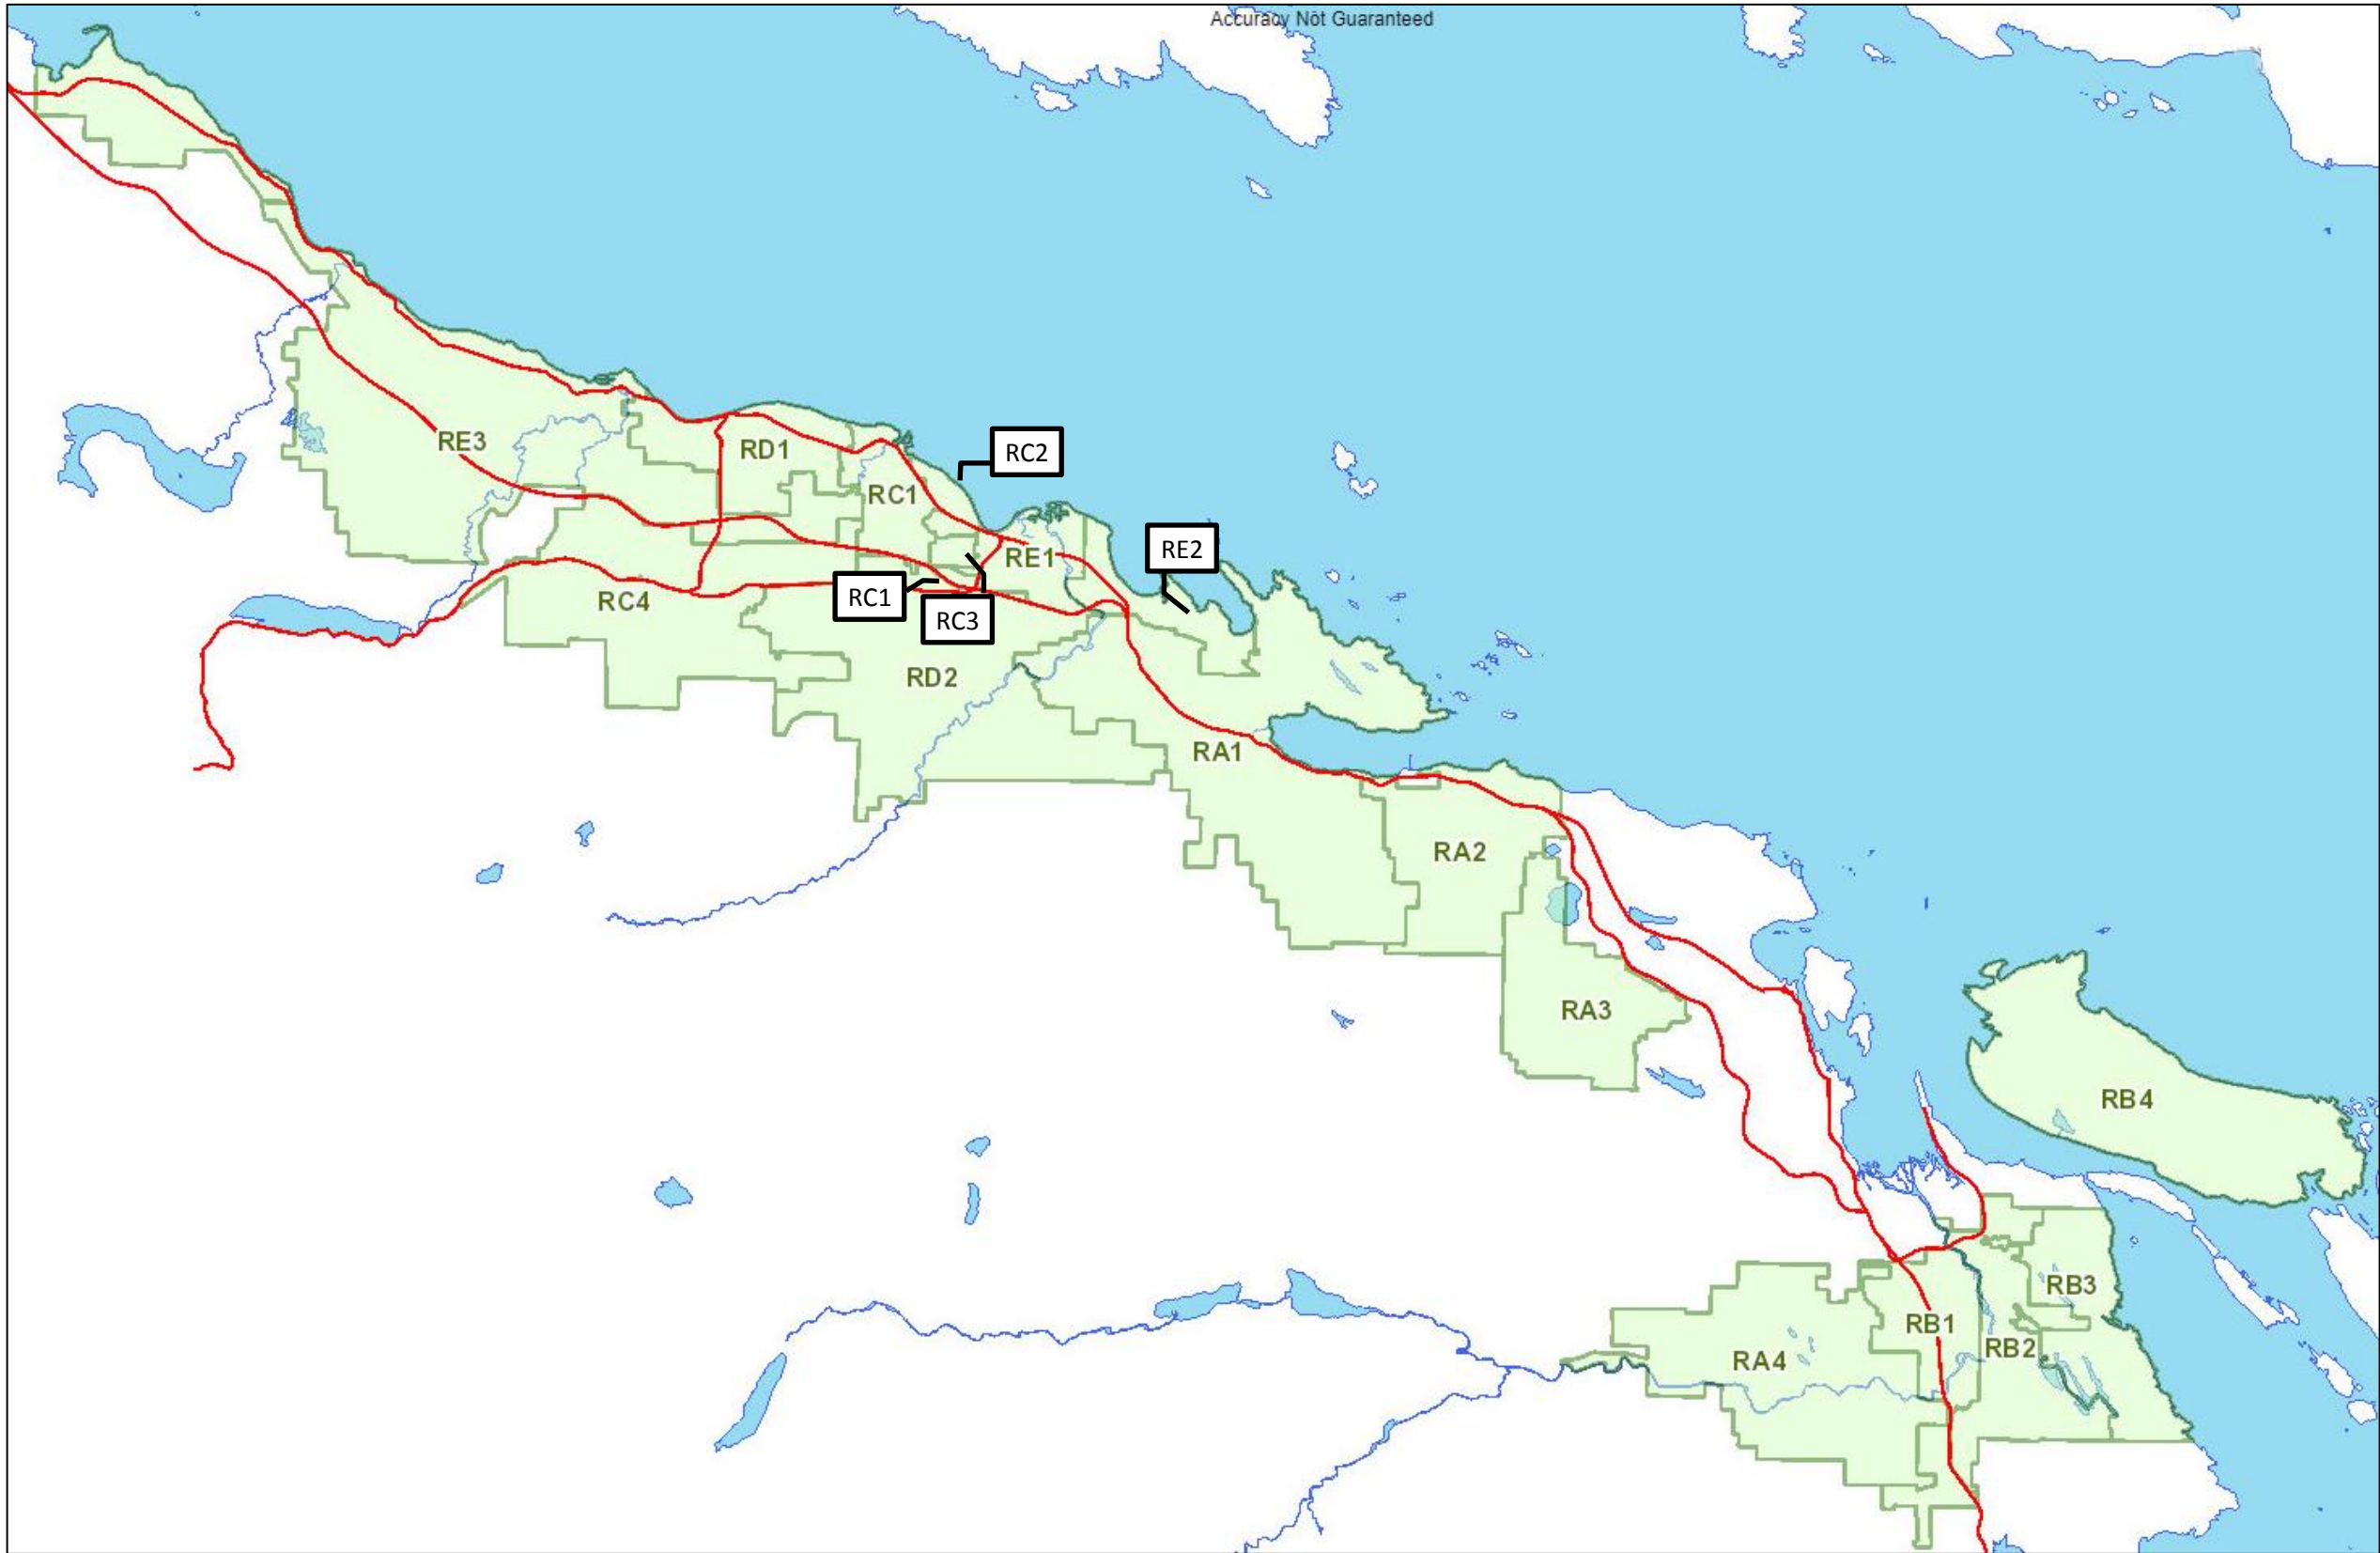 Accuracy Not Guaranteed
RE3
RD1
RC2
RC1
RE2
RE1
RC1
RC4
RC3
RD2
RA1
RA2
RA3
RB4
RB3
RB1
RB2
RA4